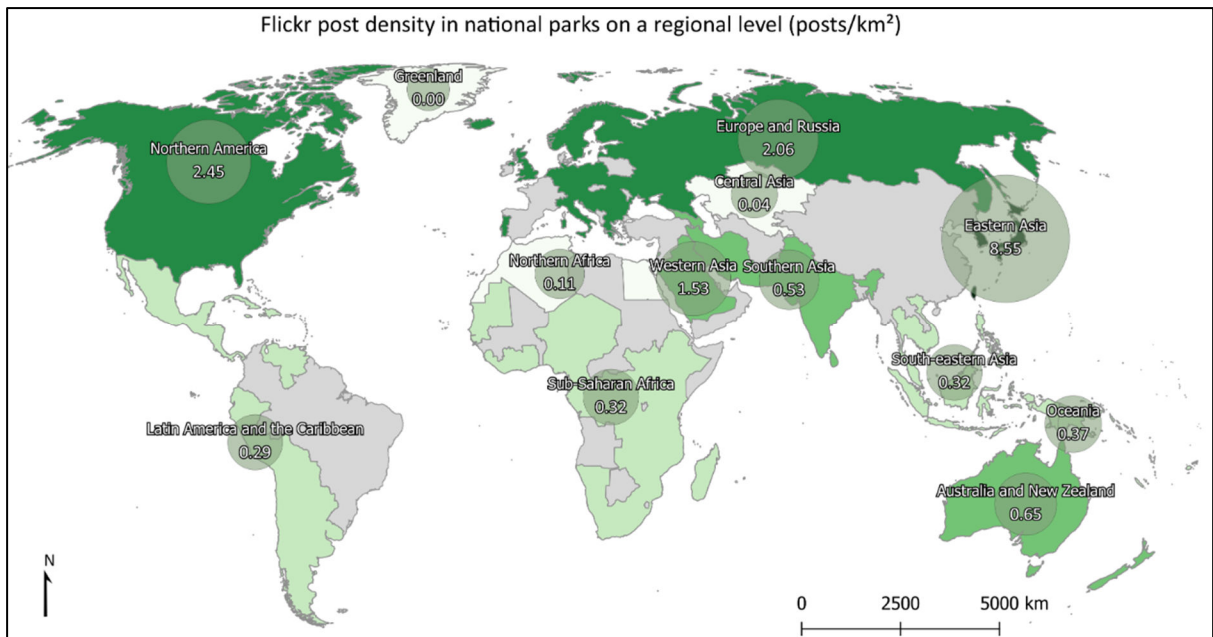 Flickr post density in national parks on a regional level (posts/km²)
Greenland
0.00
Northern America
2.45
Europe and Russia
2.06
Central Asia
0.04
Eastern Asia
8.55
Northern Africa
0.11
Western Asia
1.53
Southern Asia
0.53
South-eastern Asia
0.32
Sub-Saharan Africa
0.32
Oceania
0.37
Latin America and the Caribbean
0.29
Australia and New Zealand
0.65
N
0 2500 5000 km